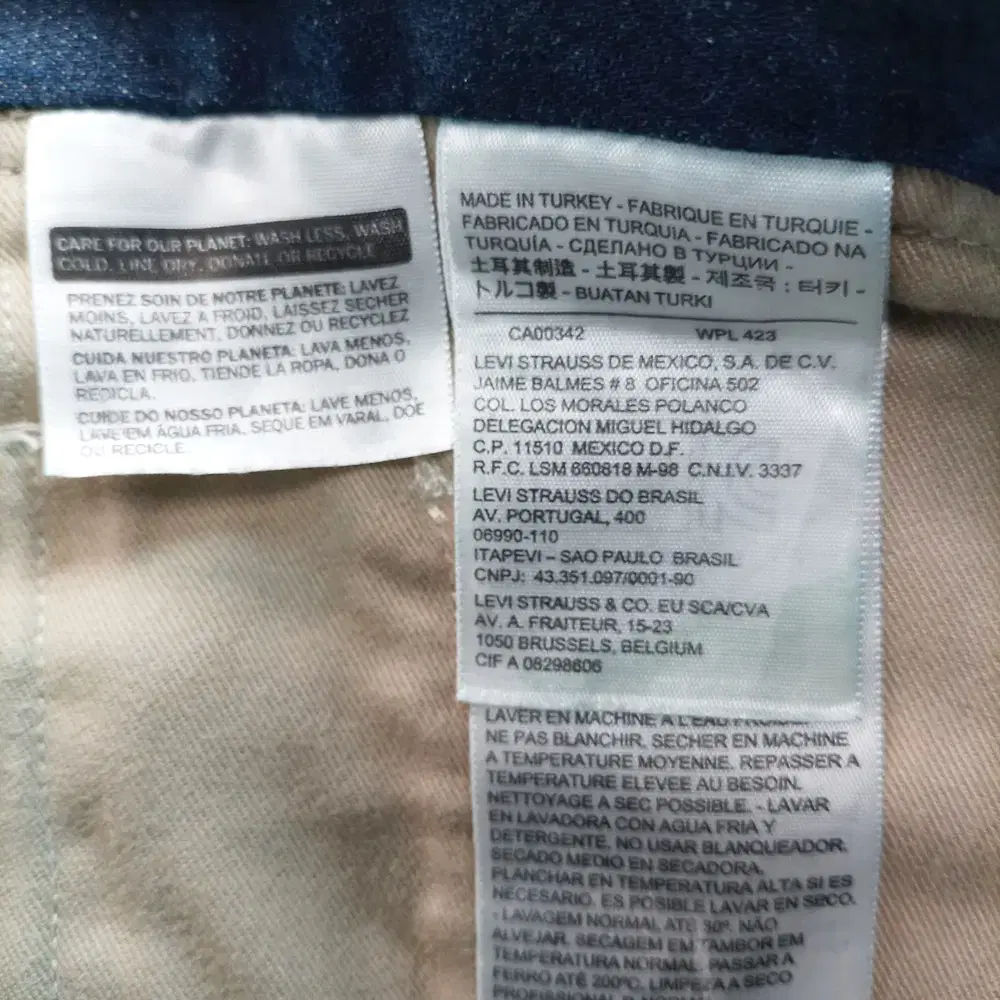 CARE FOR OUR PLANET: WASH LESS, WASH
COLD, LINE DRY, DONATE OR RECYCLE
PRENEZ SOIN DE NOTRE PLANETE: LAVEZ
MOINS, LAVEZ A FROID, LAISSEZ SECHER
NATURELLEMENT, DONNEZ OU RECYCLEZ
CUIDA NUESTRO PLANETA: LAVA MENOS,
LAVA EN FRIO, TIENDE LA ROPA, DONA O
RECICLA.
CUIDE DO NOSSO PLANETA: LAVE MENOS,
LAVE EM ÁGUA FRIA, SEQUE EM VARAL, DOE
OU RECICLE.
MADE IN TURKEY - FABRIQUE EN TURQUIE -
FABRICADO EN TURQUIA - FABRICADO NA
TURQUÍA - СДЕЛАНО В ТУРЦИИ -
土耳其制造 - 土耳其製 - 제조국 : 터키 -
トルコ製 - BUATAN TURKI
CA00342 WPL 423
LEVI STRAUSS DE MEXICO, S.A. DE C.V.
JAIME BALMES # 8 OFICINA 502
COL. LOS MORALES POLANCO
DELEGACION MIGUEL HIDALGO
C.P. 11510 MEXICO D.F.
R.F.C. LSM 660818 M-98 C.N.I.V. 3337
LEVI STRAUSS DO BRASIL
AV. PORTUGAL, 400
06990-110
ITAPEVI – SAO PAULO BRASIL
CNPJ: 43.351.097/0001-90
LEVI STRAUSS & CO. EU SCA/CVA
AV. A. FRAITEUR, 15-23
1050 BRUSSELS, BELGIUM
CIF A 08298606
LAVER EN MACHINE A L'EAU FROIDE.
NE PAS BLANCHIR. SECHER EN MACHINE
A TEMPERATURE MOYENNE. REPASSER A
TEMPERATURE ELEVEE AU BESOIN.
NETTOYAGE A SEC POSSIBLE. - LAVAR
EN LAVADORA CON AGUA FRIA Y
DETERGENTE, NO USAR BLANQUEADOR.
SECADO MEDIO EN SECADORA.
PLANCHAR EN TEMPERATURA ALTA SI ES
NECESARIO. ES POSIBLE LAVAR EN SECO.
- LAVAGEM NORMAL ATÉ 30º. NÃO
ALVEJAR. SECAGEM EM TAMBOR EM
TEMPERATURA NORMAL. PASSAR A
FERRO ATÉ 200ºC. LIMPEZA A SECO
PROFISSIONAL